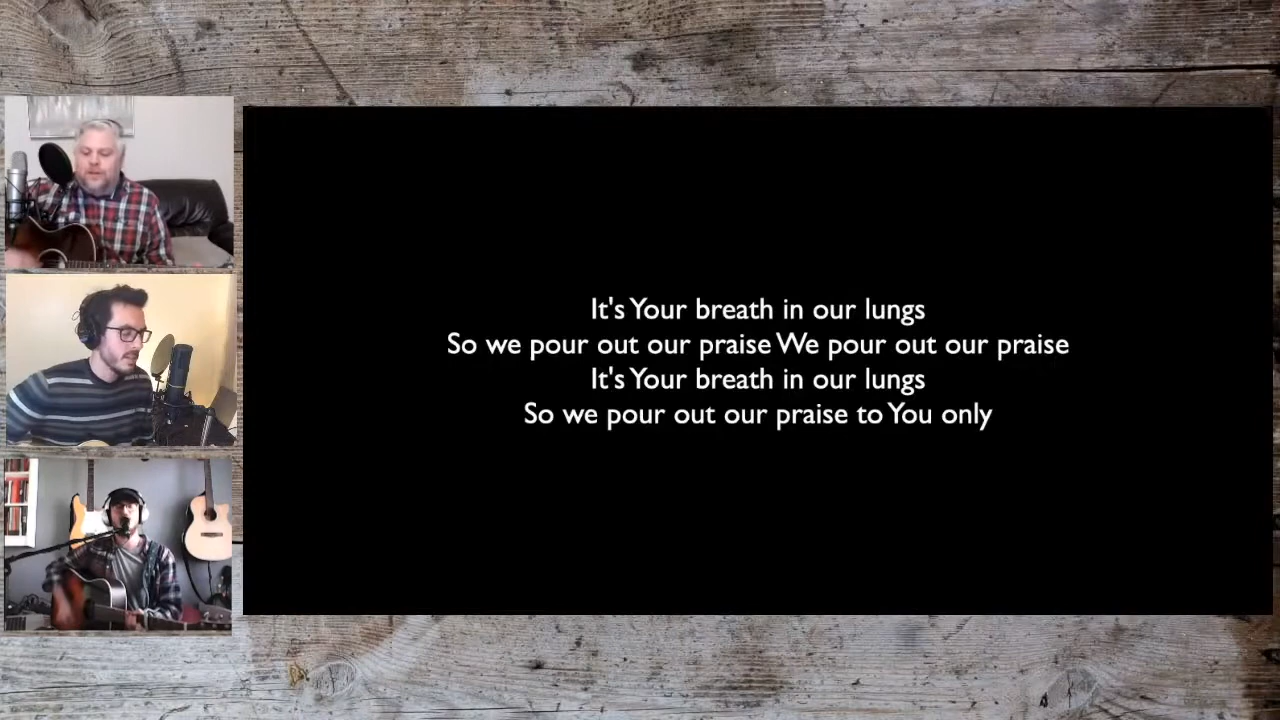 It's Your breath in our lungs
So we pour out our praise We pour out our praise
It's Your breath in our lungs
So we pour out our praise to You only